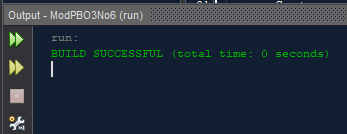 Output - ModPBO3No6 (run)
run:
BUILD SUCCESSFUL (total time: 0 seconds)